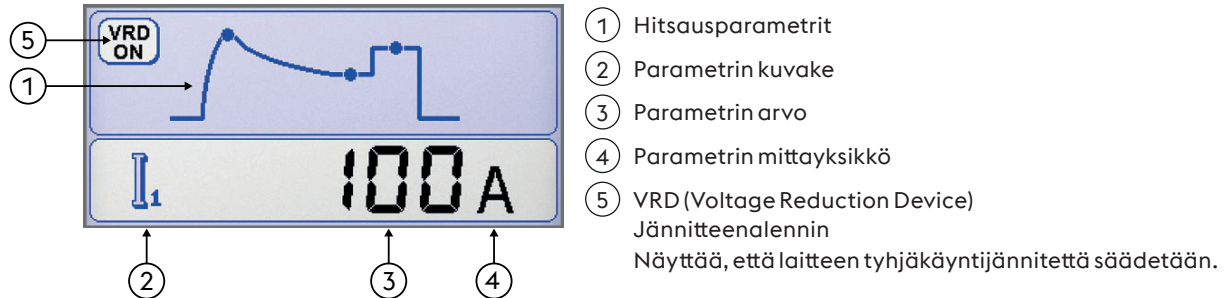 VRD
ON
5
1
I1
100 A
2
3
4
1 Hitsausparametrit
2 Parametrin kuvake
3 Parametrin arvo
4 Parametrin mittayksikkö
5 VRD (Voltage Reduction Device)
Jännitteenalennin
Näyttää, että laitteen tyhjäkäyntijännitettä säädetään.